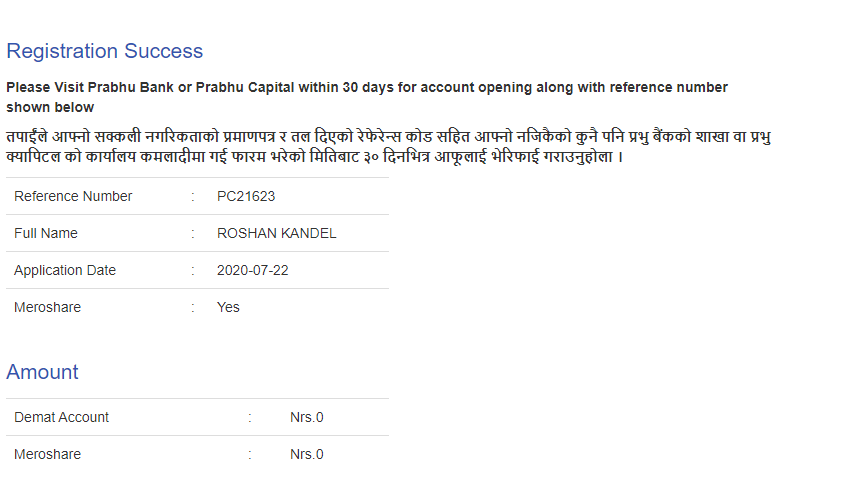 Registration Success
Please Visit Prabhu Bank or Prabhu Capital within 30 days for account opening along with reference number
shown below
तपाईंले आफ्नो सक्कली नगरिकताको प्रमाणपत्र र तल दिएको रेफेरेन्स कोड सहित आफ्नो नजिकैको कुनै पनि प्रभु बैंकको शाखा वा प्रभु
क्यापिटल को कार्यालय कमलादीमा गई फारम भरेको मितिबाट ३० दिनभित्र आफूलाई भेरिफाई गराउनुहोला ।
Reference Number : PC21623
Full Name : ROSHAN KANDEL
Application Date : 2020-07-22
Meroshare : Yes
Amount
Demat Account : Nrs.0
Meroshare : Nrs.0